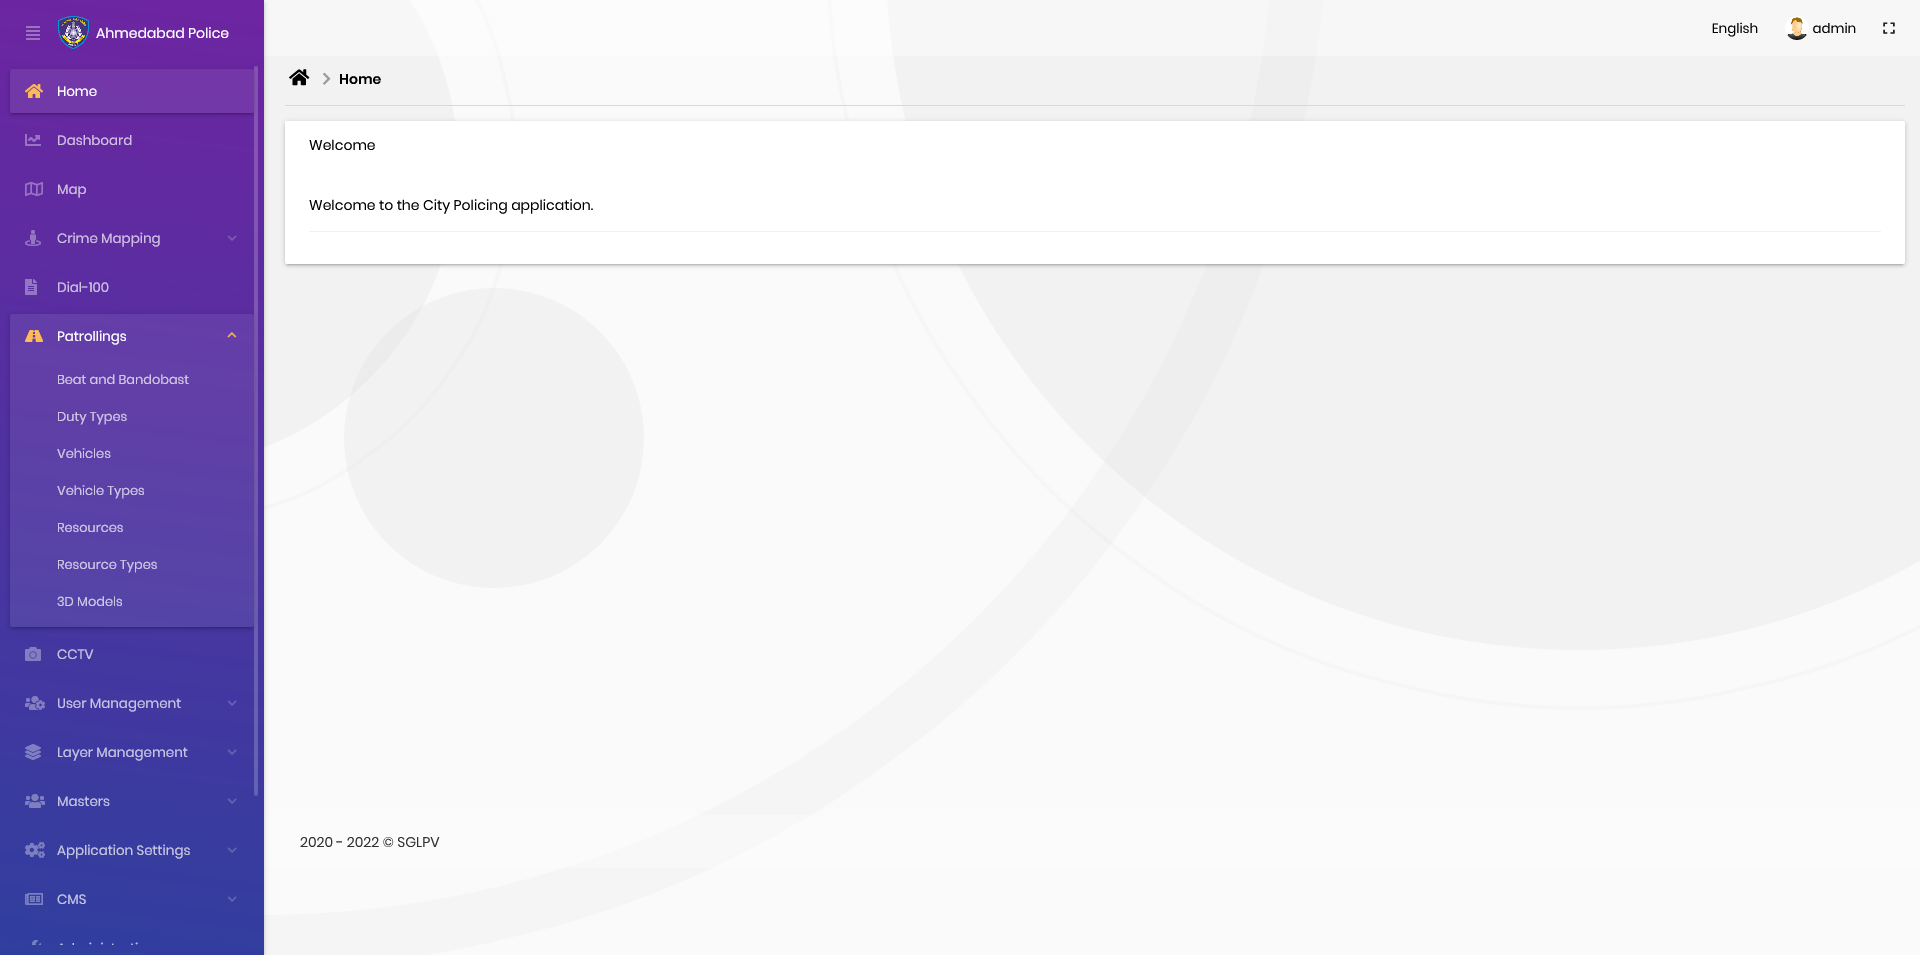 Ahmedabad Police
English
admin
Home
Home
Dashboard
Map
Crime Mapping
Dial-100
Patrollings
Beat and Bandobast
Duty Types
Vehicles
Vehicle Types
Resources
Resource Types
3D Models
CCTV
User Management
Layer Management
Masters
Application Settings
CMS
Welcome
Welcome to the City Policing application.
2020 - 2022 © SGLPV